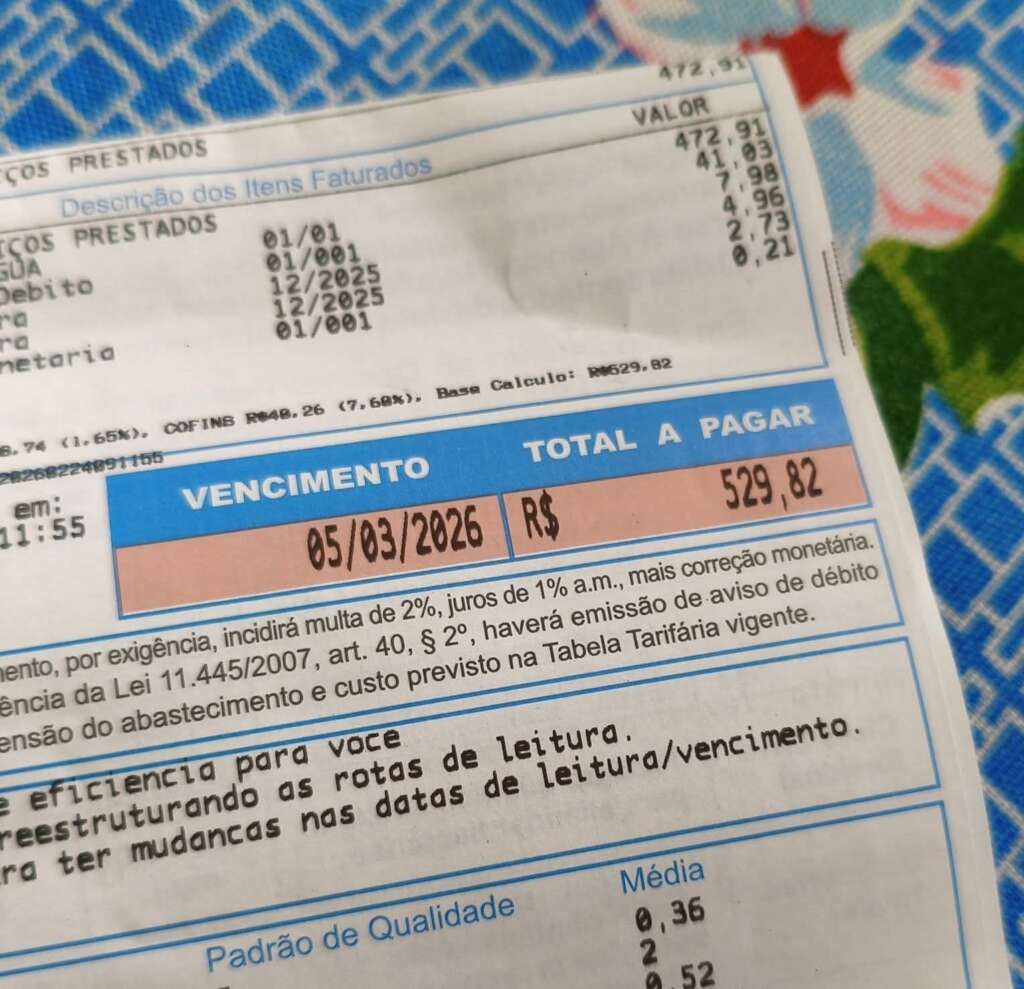 472,91
ÇOS PRESTADOS VALOR
Descrição dos Itens Faturados 472,91
IÇOS PRESTADOS 41,03
GUA 01/01 7,98
Debito 01/001 4,96
ra 12/2025 2,73
ra 12/2025 0,21
netaria 01/001
8.74 (1.65%), COFINS R$40.26 (7.60%), Base Calculo: R$529.82
20260224091155
em:
11:55
VENCIMENTO TOTAL A PAGAR
05/03/2026 R$ 529,82
mento, por exigência, incidirá multa de 2%, juros de 1% a.m., mais correção monetária.
ência da Lei 11.445/2007, art. 40, § 2º, haverá emissão de aviso de débito
ensão do abastecimento e custo previsto na Tabela Tarifária vigente.
e eficiencia para voce
reestruturando as rotas de leitura.
ra ter mudancas nas datas de leitura/vencimento.
Padrão de Qualidade Média
0,36
2
0,52